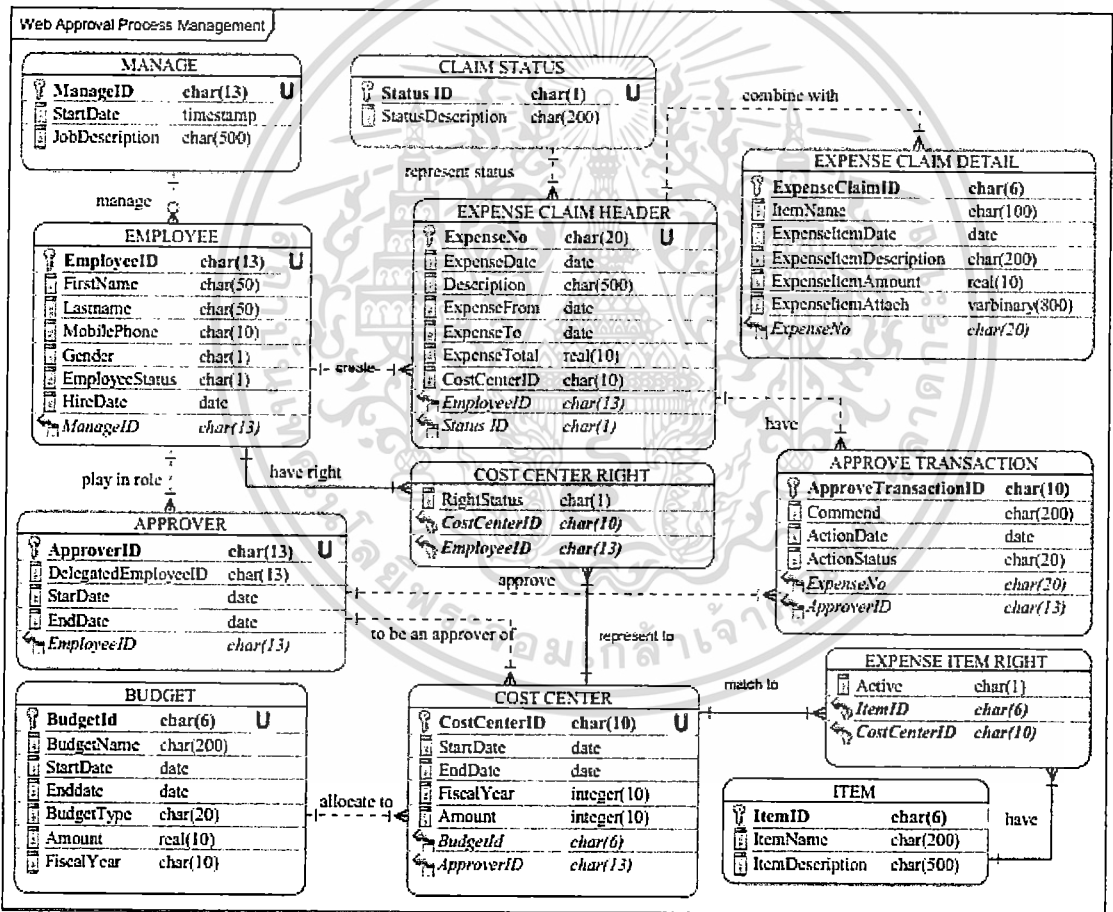 Web Approval Process Management
MANAGE
ManageID char(13) U
StartDate timestamp
JobDescription char(500)
CLAIM STATUS
Status ID char(1) U
StatusDescription char(200)
combine with
EXPENSE CLAIM DETAIL
ExpenseClaimID char(6)
ItemName char(100)
ExpenseItemDate date
ExpenseItemDescription char(200)
ExpenseItemAmount real(10)
ExpenseItemAttach varbinary(800)
ExpenseNo char(20)
represent status
manage
EMPLOYEE
EmployeeID char(13) U
FirstName char(50)
Lastname char(50)
MobilePhone char(10)
Gender char(1)
EmployeeStatus char(1)
HireDate date
ManageID char(13)
create
EXPENSE CLAIM HEADER
ExpenseNo char(20) U
ExpenseDate date
Description char(500)
ExpenseFrom date
ExpenseTo date
ExpenseTotal real(10)
CostCenterID char(10)
EmployeeID char(13)
Status ID char(1)
have
play in role
have right
COST CENTER RIGHT
RightStatus char(1)
CostCenterID char(10)
EmployeeID char(13)
APPROVE TRANSACTION
ApproveTransactionID char(10)
Commend char(200)
ActionDate date
ActionStatus char(20)
ExpenseNo char(20)
ApproverID char(13)
APPROVER
ApproverID char(13) U
DelegatedEmployeeID char(13)
StarDate date
EndDate date
EmployeeID char(13)
approve
to be an approver of
represent to
match to
EXPENSE ITEM RIGHT
Active char(1)
ItemID char(6)
CostCenterID char(10)
BUDGET
BudgetId char(6) U
BudgetName char(200)
StartDate date
Enddate date
BudgetType char(20)
Amount real(10)
FiscalYear char(10)
allocate to
COST CENTER
CostCenterID char(10) U
StartDate date
EndDate date
FiscalYear integer(10)
Amount integer(10)
BudgetId char(6)
ApproverID char(13)
ITEM
ItemID char(6)
ItemName char(200)
ItemDescription char(500)
have